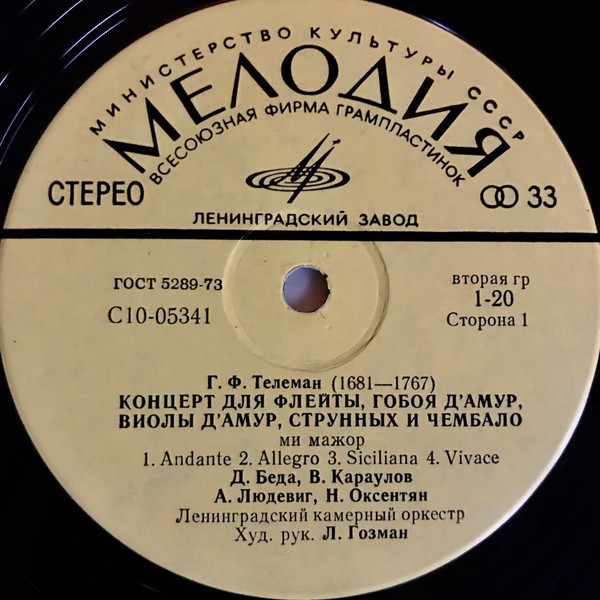 МИНИСТЕРСТВО КУЛЬТУРЫ СССР
МЕЛОДИЯ
ВСЕСОЮЗНАЯ ФИРМА ГРАМПЛАСТИНОК
СТЕРЕО
33
ЛЕНИНГРАДСКИЙ ЗАВОД
ГОСТ 5289-73
С10-05341
вторая гр
1-20
Сторона 1
Г. Ф. Телеман (1681—1767)
КОНЦЕРТ ДЛЯ ФЛЕЙТЫ, ГОБОЯ Д'АМУР,
ВИОЛЫ Д'АМУР, СТРУННЫХ И ЧЕМБАЛО
ми мажор
1. Andante 2. Allegro 3. Siciliana 4. Vivace
Д. Беда, В. Караулов
А. Людевиг, Н. Оксентян
Ленинградский камерный оркестр
Худ. рук. Л. Гозман